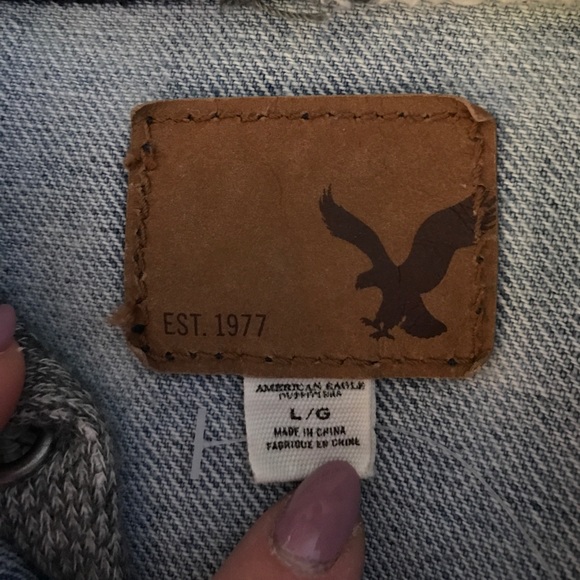 EST. 1977
AMERICAN EAGLE
OUTFITTERS
L/G
MADE IN CHINA
FABRIQUE EN CHINE